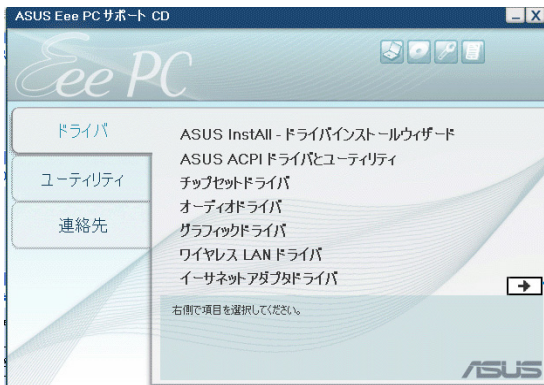 ASUS Eee PC サポート CD
Eee PC
ドライバ
ユーティリティ
連絡先
ASUS InstAll - ドライバインストールウィザード
ASUS ACPI ドライバとユーティリティ
チップセットドライバ
オーディオドライバ
グラフィックドライバ
ワイヤレス LAN ドライバ
イーサネットアダプタドライバ
右側で項目を選択してください。
ASUS